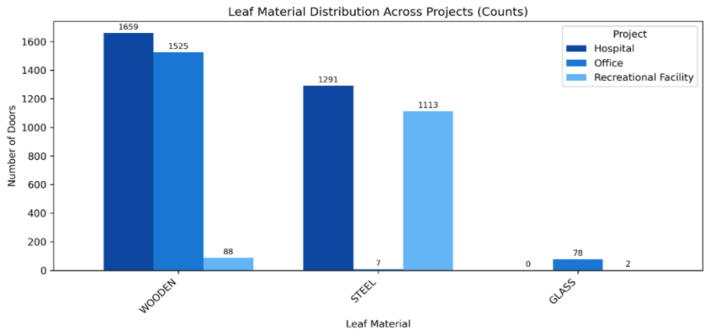 Leaf Material Distribution Across Projects (Counts)
Project
Hospital
Office
Recreational Facility
Number of Doors
1600
1400
1200
1000
800
600
400
200
0
1659
1525
88
1291
7
1113
0
78
2
WOODEN
STEEL
GLASS
Leaf Material